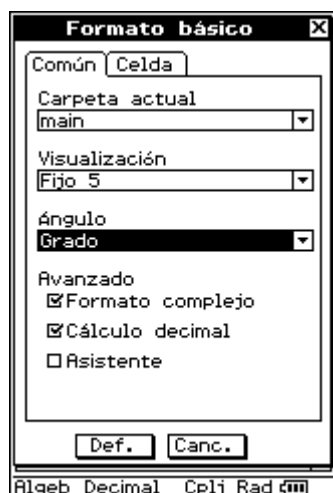 Formato básico
Común Celda
Carpeta actual
main
Visualización
Fijo 5
Ángulo
Grado
Avanzado
Formato complejo
Cálculo decimal
Asistente
Def. Canc.
Algeb Decimal Cplj Rad